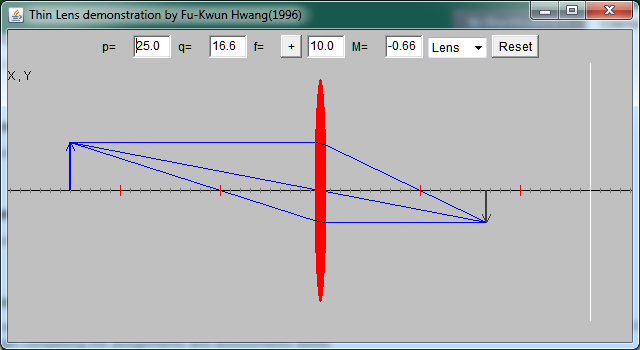 Thin Lens demonstration by Fu-Kwun Hwang(1996)
p= 25.0 q= 16.6 f= + 10.0 M= -0.66 Lens Reset
X,Y